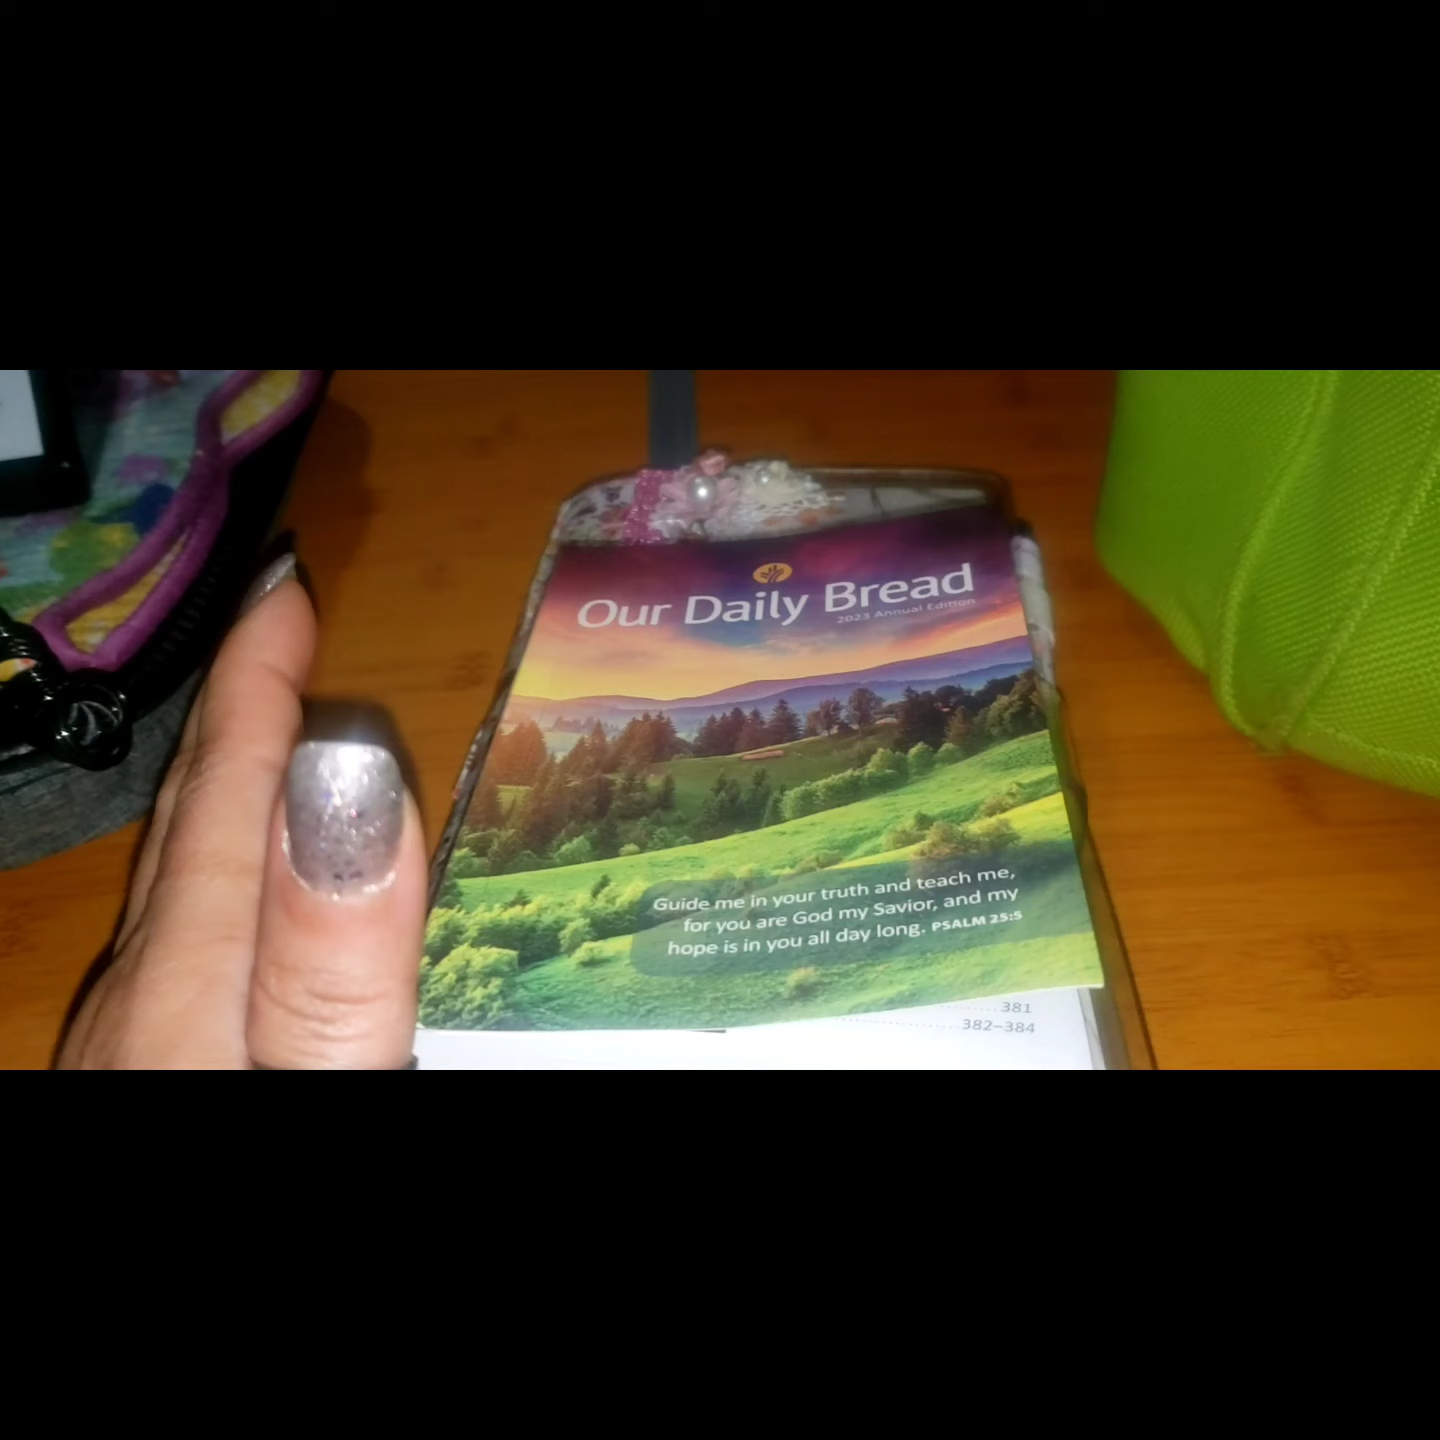 Our Daily Bread
2023 Annual Edition
Guide me in your truth and teach me,
for you are God my Savior, and my
hope is in you all day long. PSALM 25:5
381
382–384